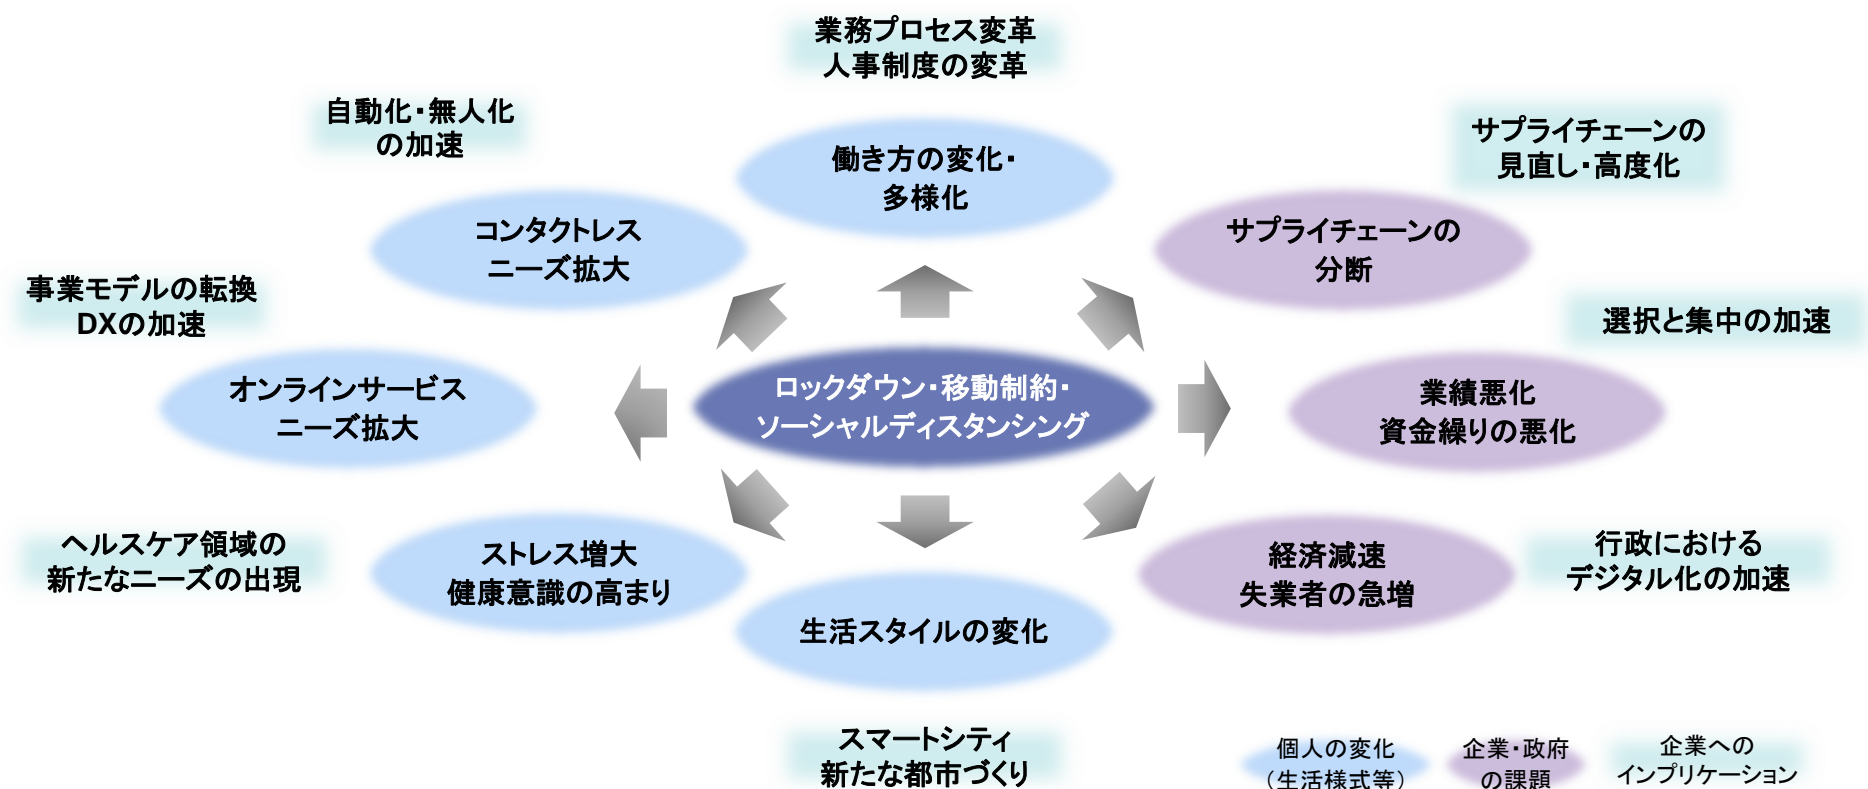 業務プロセス変革
人事制度の変革
自動化・無人化
の加速
サプライチェーンの
見直し・高度化
働き方の変化・
多様化
コンタクトレス
ニーズ拡大
サプライチェーンの
分断
事業モデルの転換
DXの加速
選択と集中の加速
オンラインサービス
ニーズ拡大
ロックダウン・移動制約・
ソーシャルディスタンシング
業績悪化
資金繰りの悪化
ヘルスケア領域の
新たなニーズの出現
ストレス増大
健康意識の高まり
経済減速
失業者の急増
行政における
デジタル化の加速
生活スタイルの変化
スマートシティ
新たな都市づくり
個人の変化
（生活様式等）
企業・政府
の課題
企業への
インプリケーション